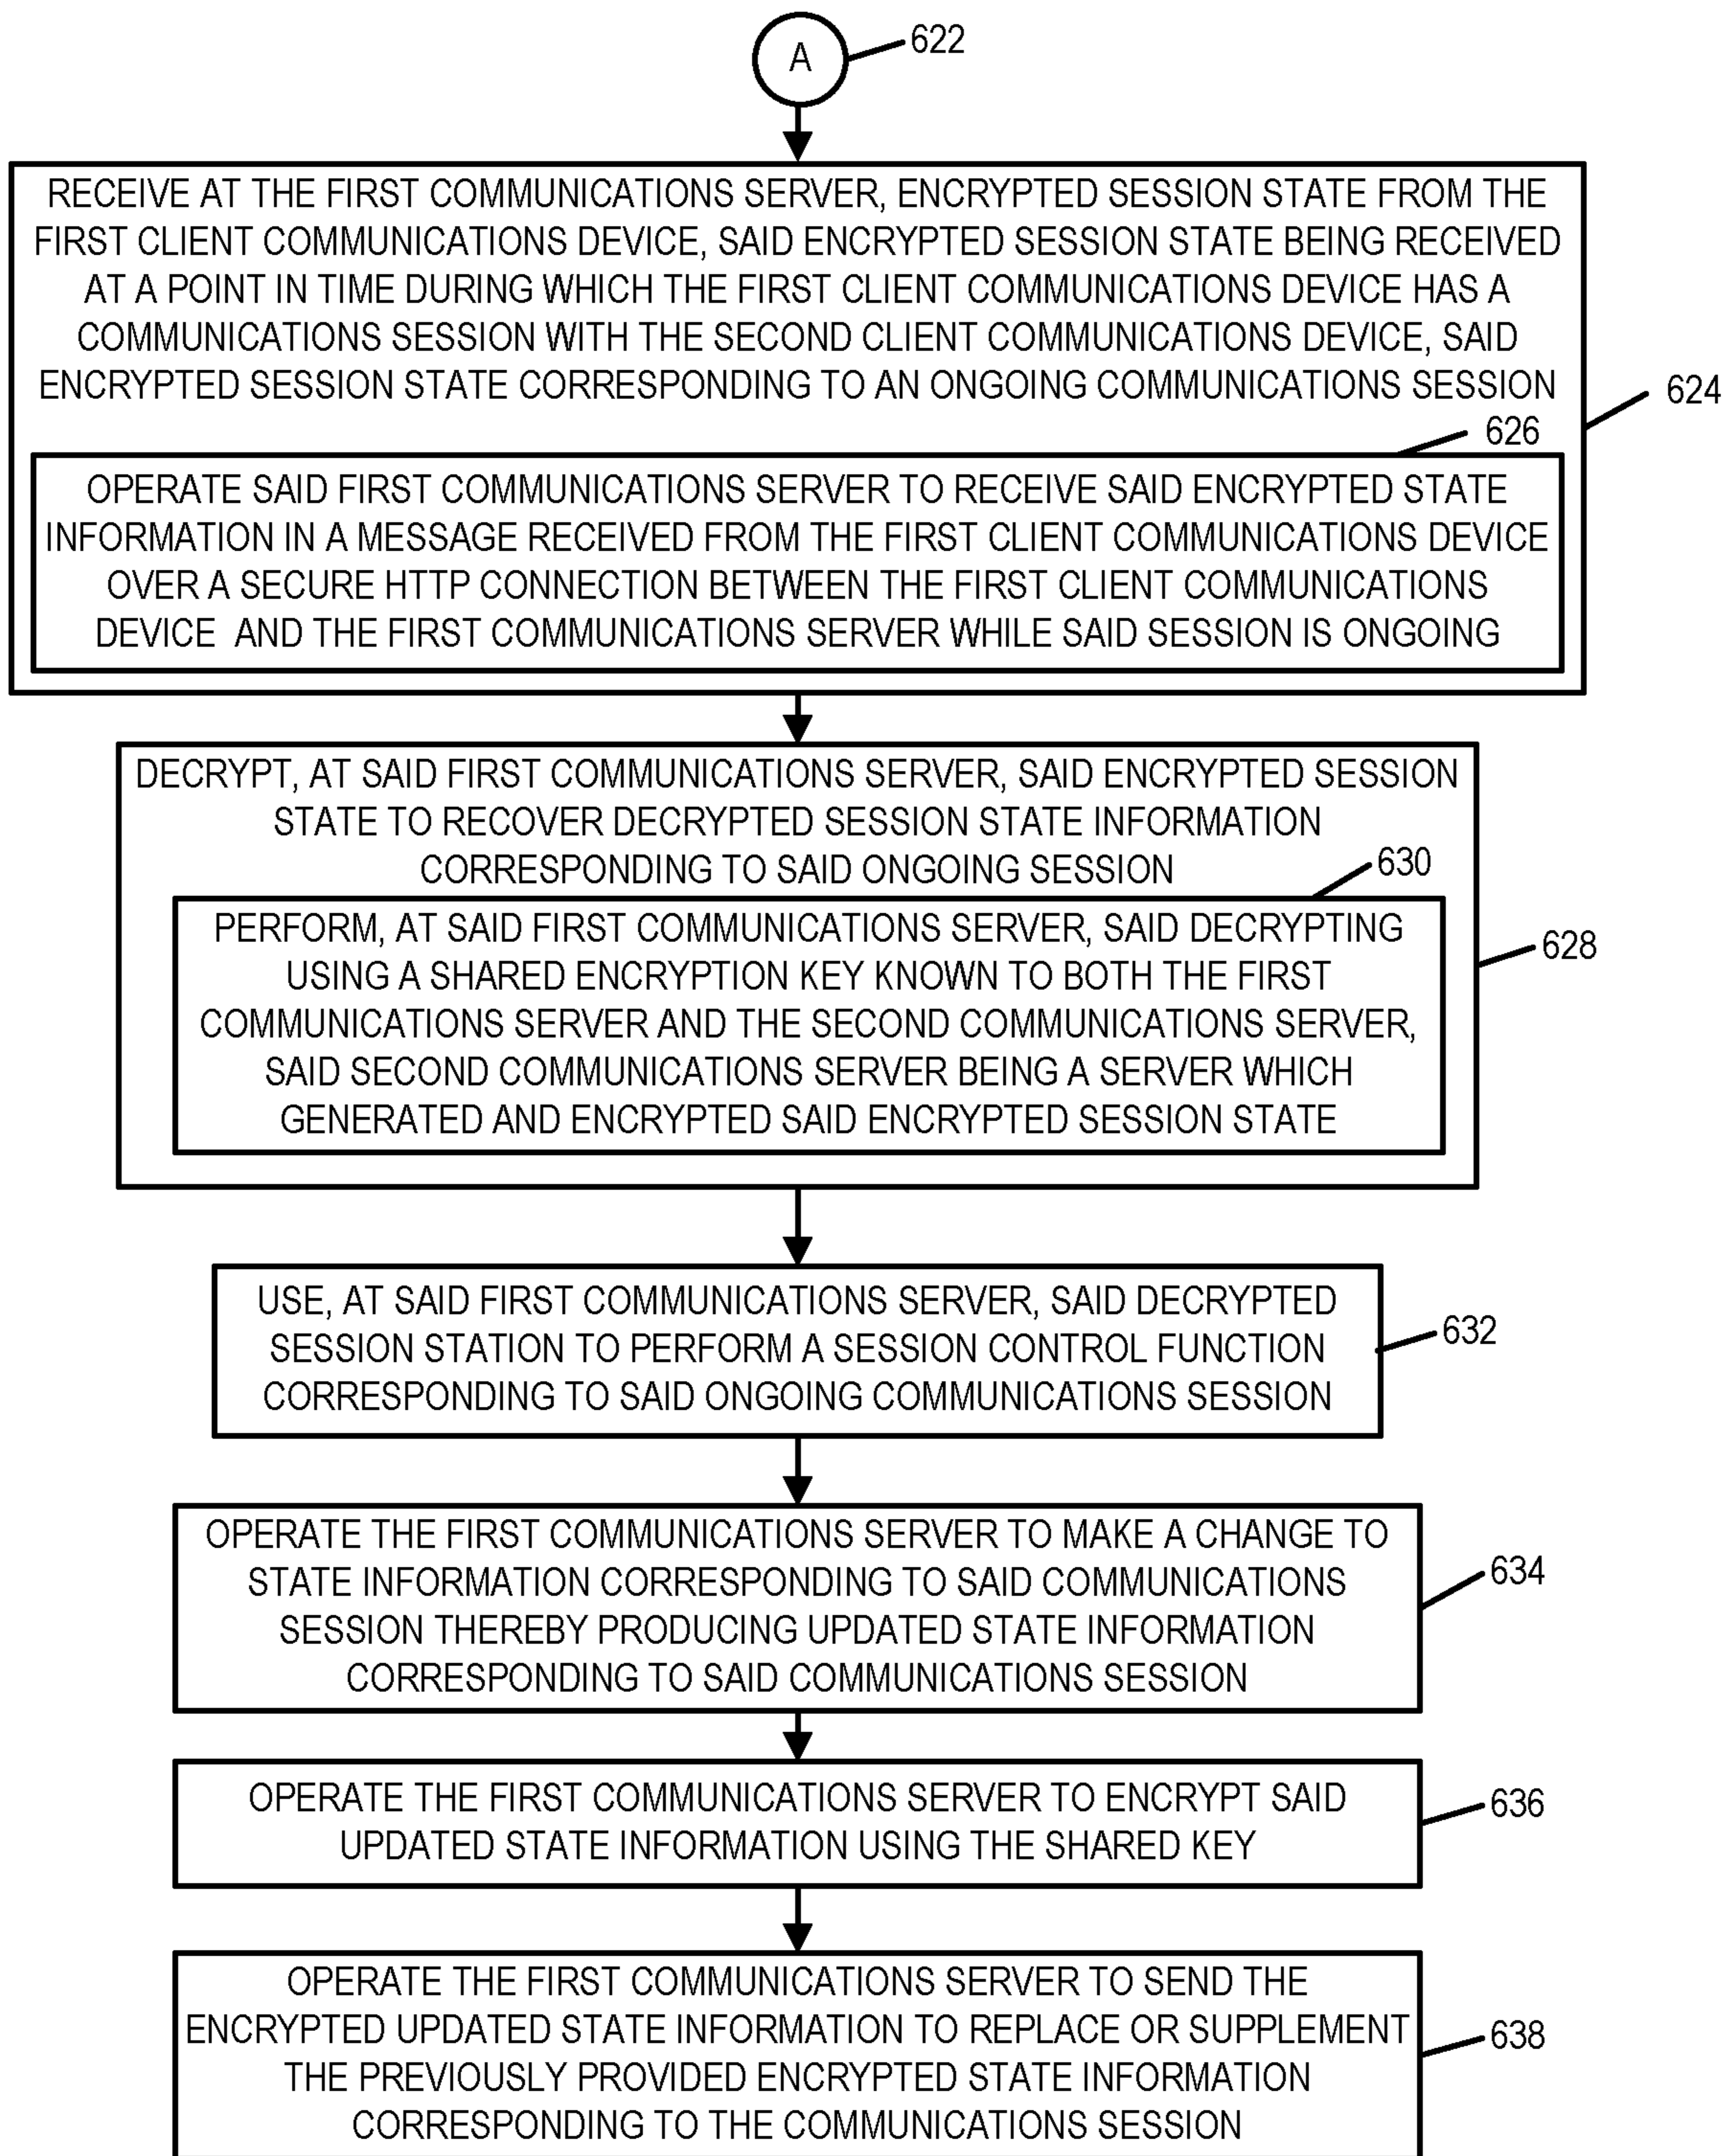 A
622
RECEIVE AT THE FIRST COMMUNICATIONS SERVER, ENCRYPTED SESSION STATE FROM THE
FIRST CLIENT COMMUNICATIONS DEVICE, SAID ENCRYPTED SESSION STATE BEING RECEIVED
AT A POINT IN TIME DURING WHICH THE FIRST CLIENT COMMUNICATIONS DEVICE HAS A
COMMUNICATIONS SESSION WITH THE SECOND CLIENT COMMUNICATIONS DEVICE, SAID
ENCRYPTED SESSION STATE CORRESPONDING TO AN ONGOING COMMUNICATIONS SESSION
624
626
OPERATE SAID FIRST COMMUNICATIONS SERVER TO RECEIVE SAID ENCRYPTED STATE
INFORMATION IN A MESSAGE RECEIVED FROM THE FIRST CLIENT COMMUNICATIONS DEVICE
OVER A SECURE HTTP CONNECTION BETWEEN THE FIRST CLIENT COMMUNICATIONS
DEVICE AND THE FIRST COMMUNICATIONS SERVER WHILE SAID SESSION IS ONGOING
DECRYPT, AT SAID FIRST COMMUNICATIONS SERVER, SAID ENCRYPTED SESSION
STATE TO RECOVER DECRYPTED SESSION STATE INFORMATION
CORRESPONDING TO SAID ONGOING SESSION
630
PERFORM, AT SAID FIRST COMMUNICATIONS SERVER, SAID DECRYPTING
USING A SHARED ENCRYPTION KEY KNOWN TO BOTH THE FIRST
COMMUNICATIONS SERVER AND THE SECOND COMMUNICATIONS SERVER,
SAID SECOND COMMUNICATIONS SERVER BEING A SERVER WHICH
GENERATED AND ENCRYPTED SAID ENCRYPTED SESSION STATE
628
USE, AT SAID FIRST COMMUNICATIONS SERVER, SAID DECRYPTED
SESSION STATION TO PERFORM A SESSION CONTROL FUNCTION
CORRESPONDING TO SAID ONGOING COMMUNICATIONS SESSION
632
OPERATE THE FIRST COMMUNICATIONS SERVER TO MAKE A CHANGE TO
STATE INFORMATION CORRESPONDING TO SAID COMMUNICATIONS
SESSION THEREBY PRODUCING UPDATED STATE INFORMATION
CORRESPONDING TO SAID COMMUNICATIONS SESSION
634
OPERATE THE FIRST COMMUNICATIONS SERVER TO ENCRYPT SAID
UPDATED STATE INFORMATION USING THE SHARED KEY
636
OPERATE THE FIRST COMMUNICATIONS SERVER TO SEND THE
ENCRYPTED UPDATED STATE INFORMATION TO REPLACE OR SUPPLEMENT
THE PREVIOUSLY PROVIDED ENCRYPTED STATE INFORMATION
CORRESPONDING TO THE COMMUNICATIONS SESSION
638